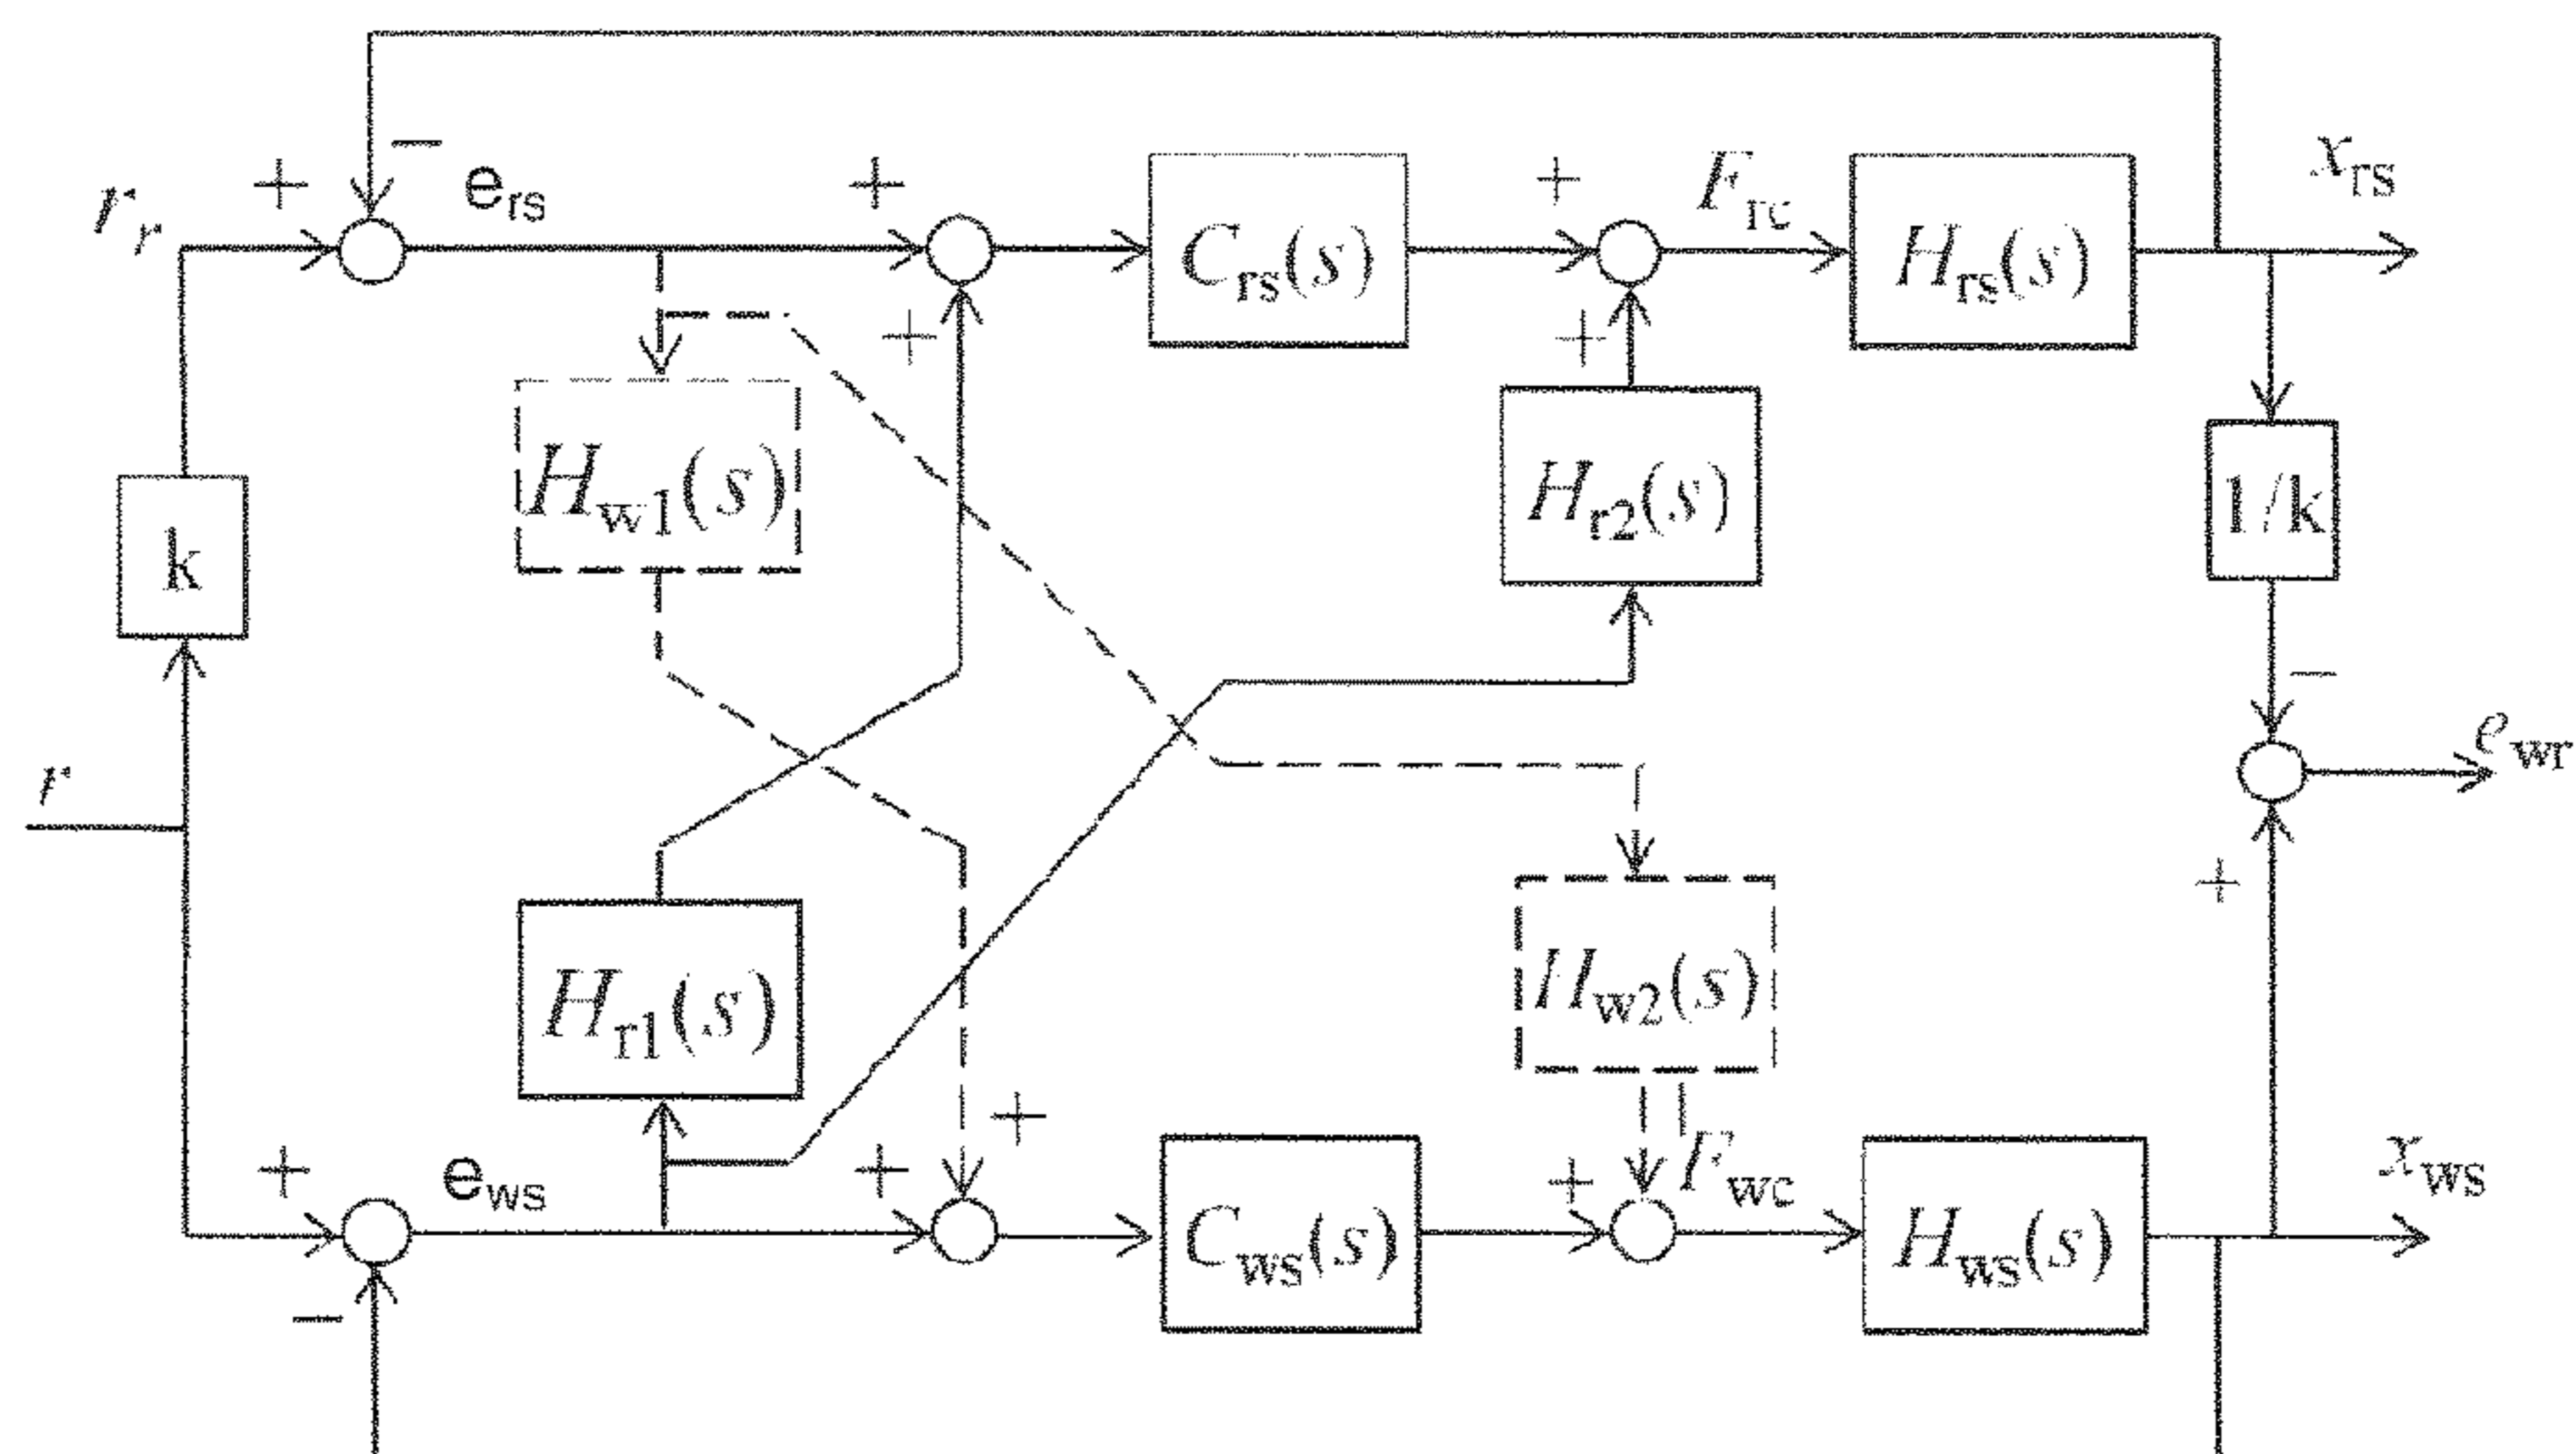 r_r
+
−
e_rs
+
+
C_rs(s)
+
+
F_rc
H_rs(s)
x_rs
H_w1(s)
H_r2(s)
1/k
k
−
r
e_wr
+
H_r1(s)
H_w2(s)
+
−
e_ws
+
+
C_ws(s)
+
+
F_wc
H_ws(s)
x_ws